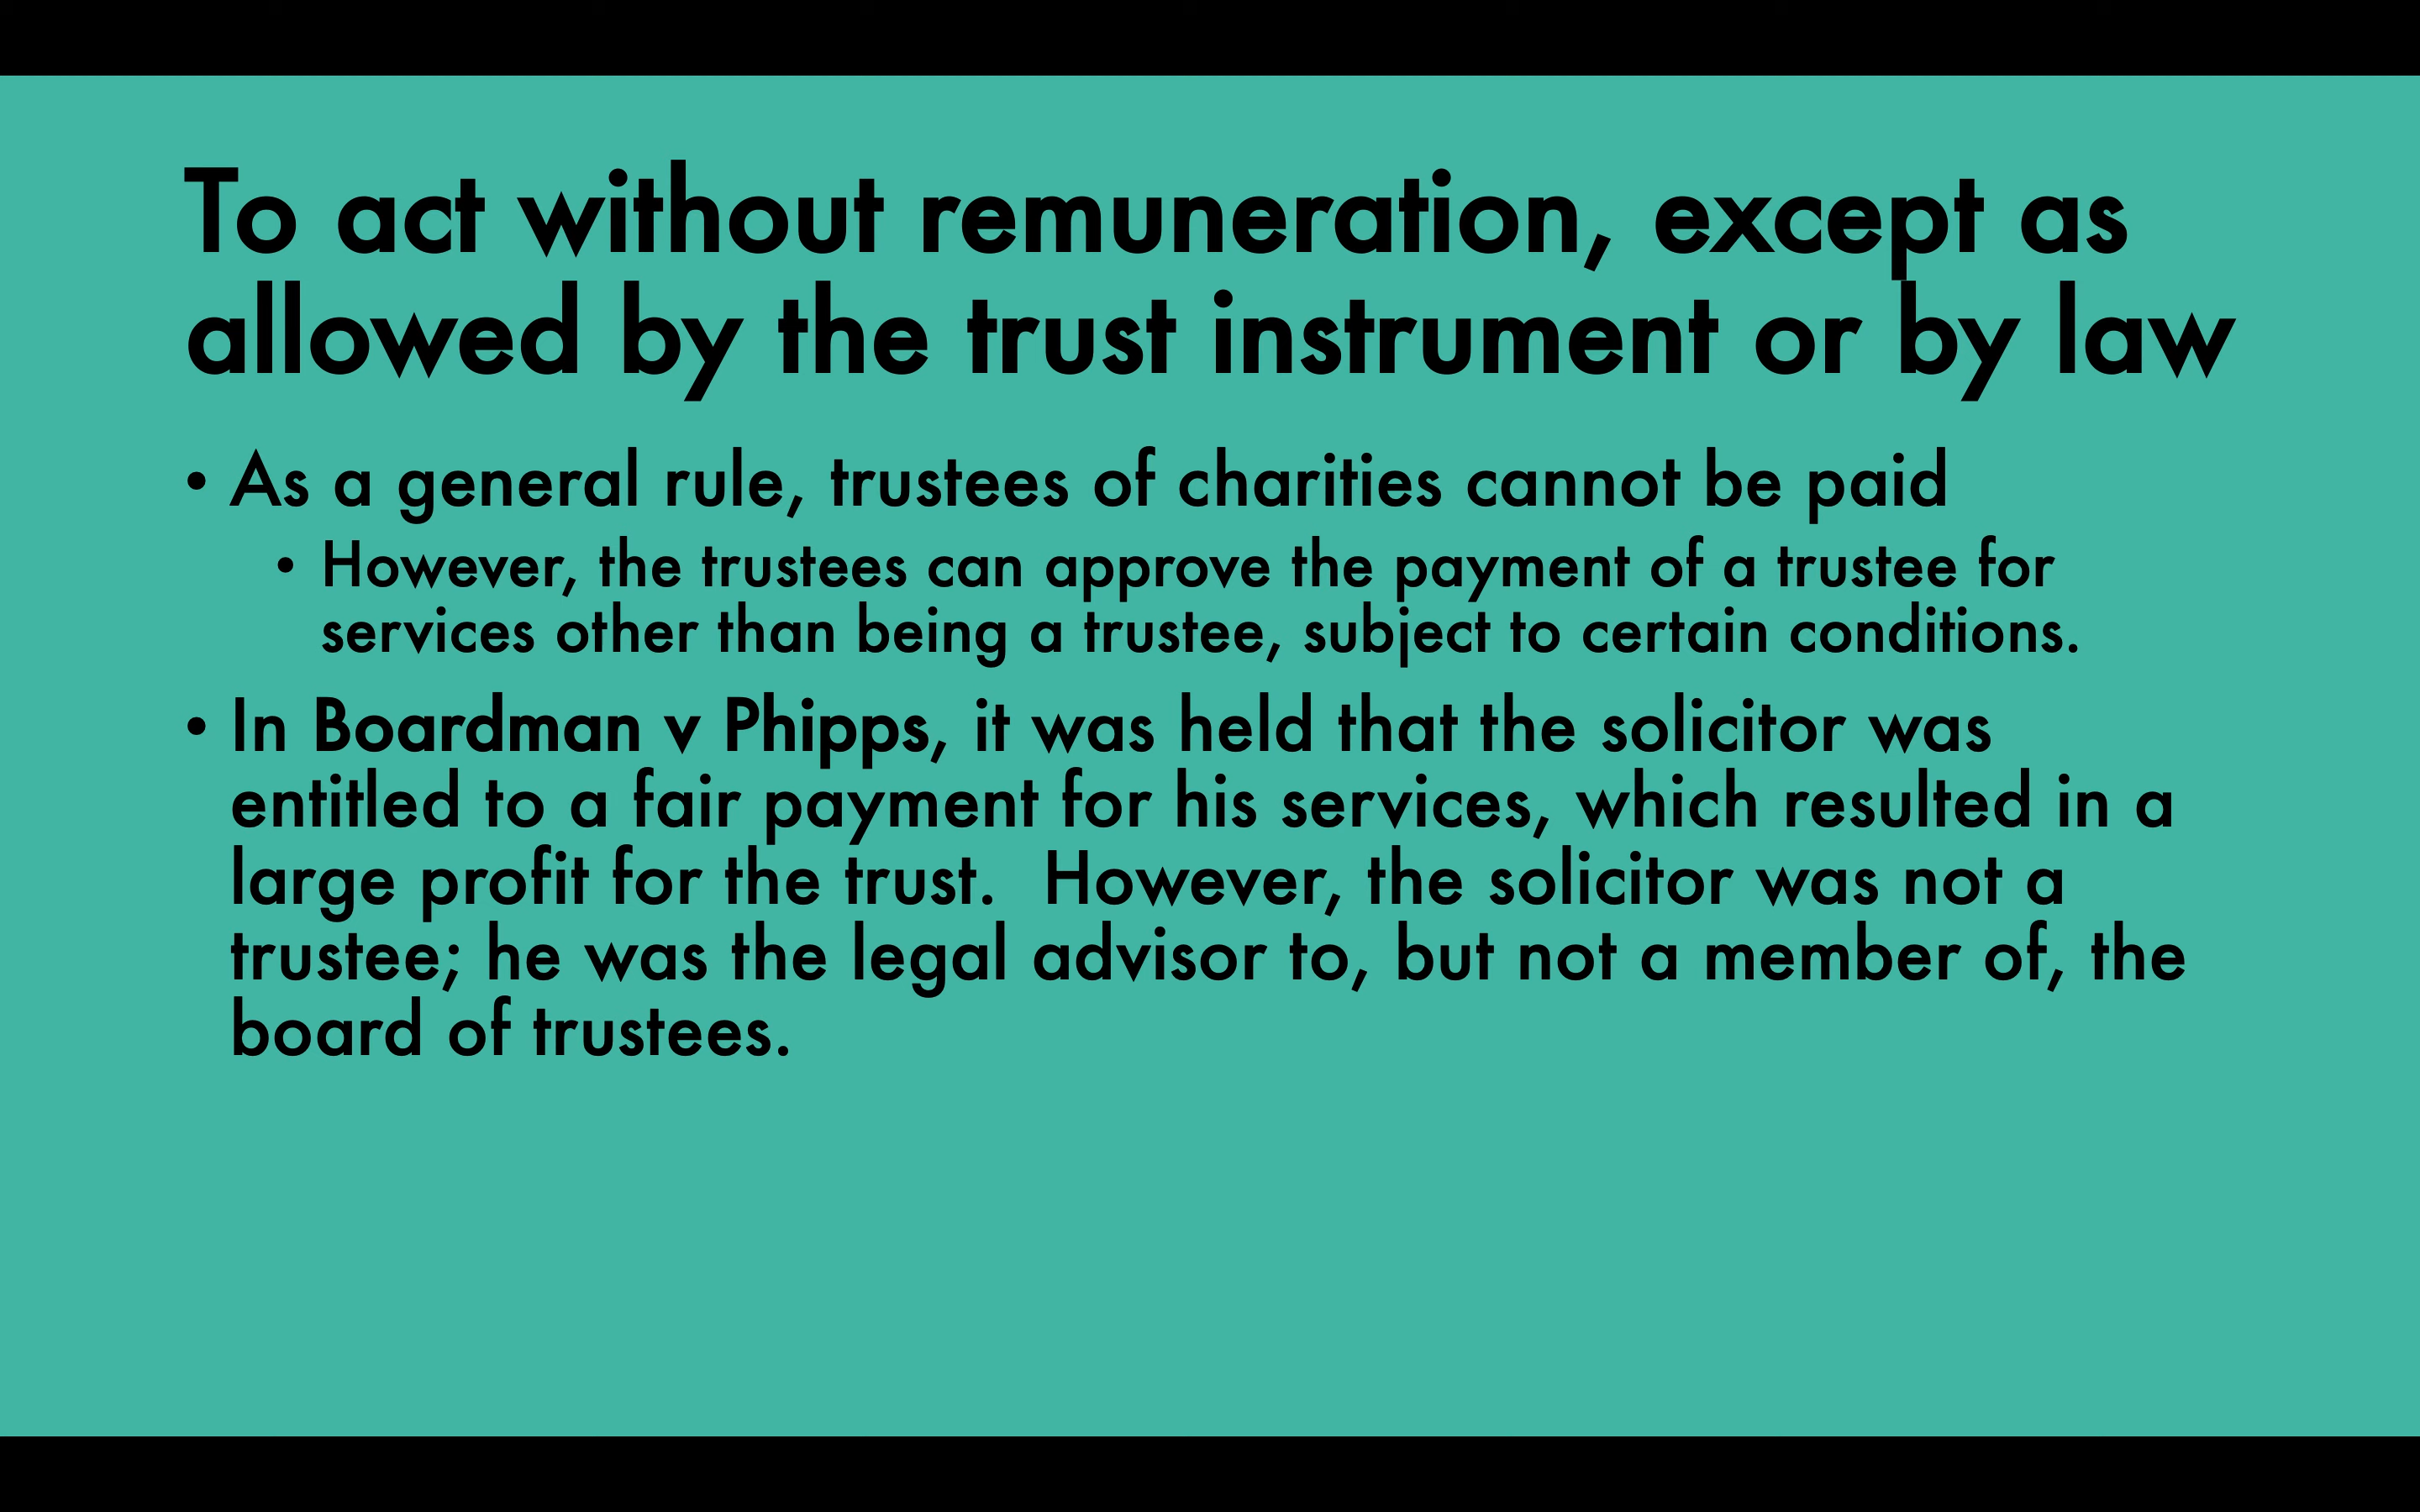 To act without remuneration, except as
allowed by the trust instrument or by law
• As a general rule, trustees of charities cannot be paid
• However, the trustees can approve the payment of a trustee for
services other than being a trustee, subject to certain conditions.
• In Boardman v Phipps, it was held that the solicitor was
entitled to a fair payment for his services, which resulted in a
large profit for the trust.  However, the solicitor was not a
trustee; he was the legal advisor to, but not a member of, the
board of trustees.